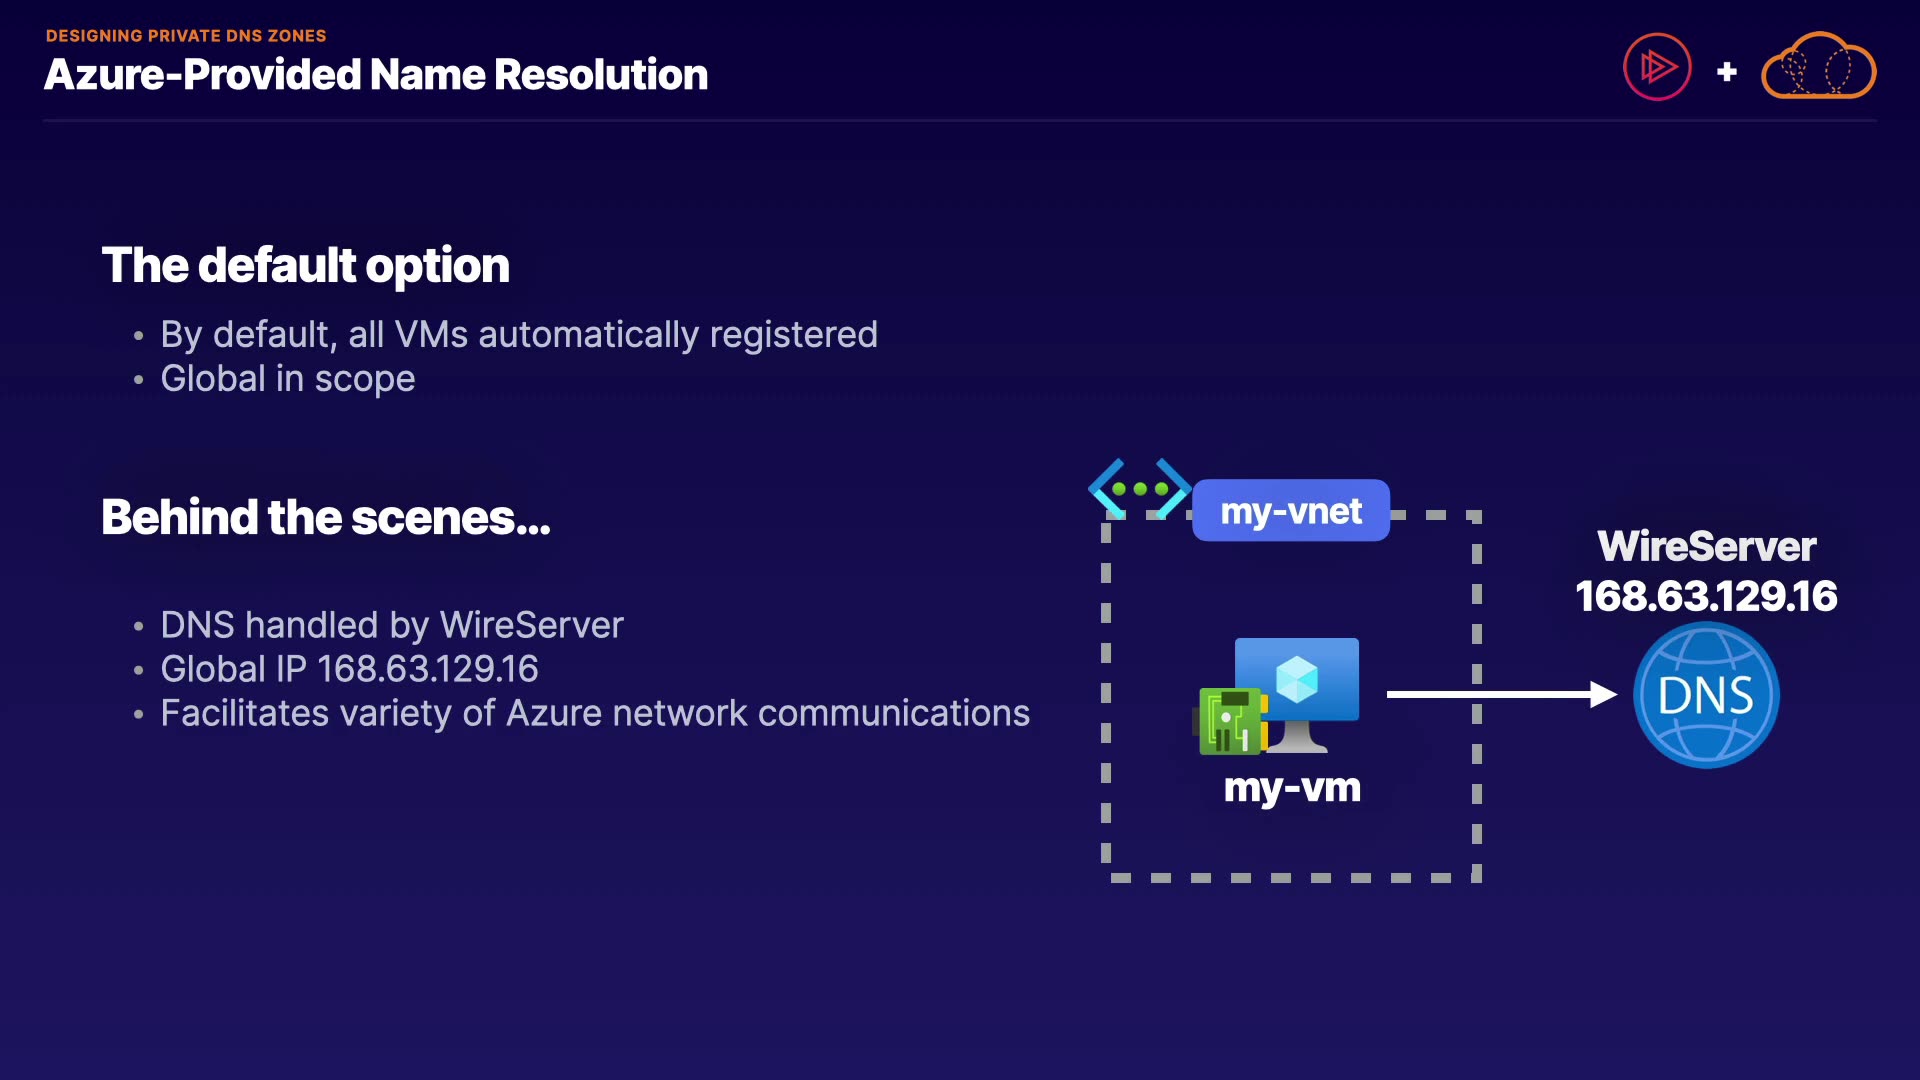 DESIGNING PRIVATE DNS ZONES
Azure-Provided Name Resolution
The default option
• By default, all VMs automatically registered
• Global in scope
Behind the scenes...
• DNS handled by WireServer
• Global IP 168.63.129.16
• Facilitates variety of Azure network communications
my-vnet
my-vm
WireServer
168.63.129.16
DNS